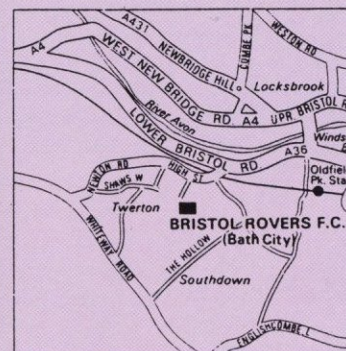 A431
A4
COMBE PK.
WESTON RD
NEWBRIDGE HILL
WEST NEW BRIDGE RD. A4
Locksbrook
UPR BRISTOL R
River Avon
LOWER BRISTOL RD
A36
Winds
Oldfiel
Pk. Sta
NEWTON RD
HIGH ST
SHAWS W
Twerton
BRISTOL ROVERS F.C.
(Bath City)
WHITEWAY ROAD
THE HOLLOW
Southdown
ENGLISHCOMBE L